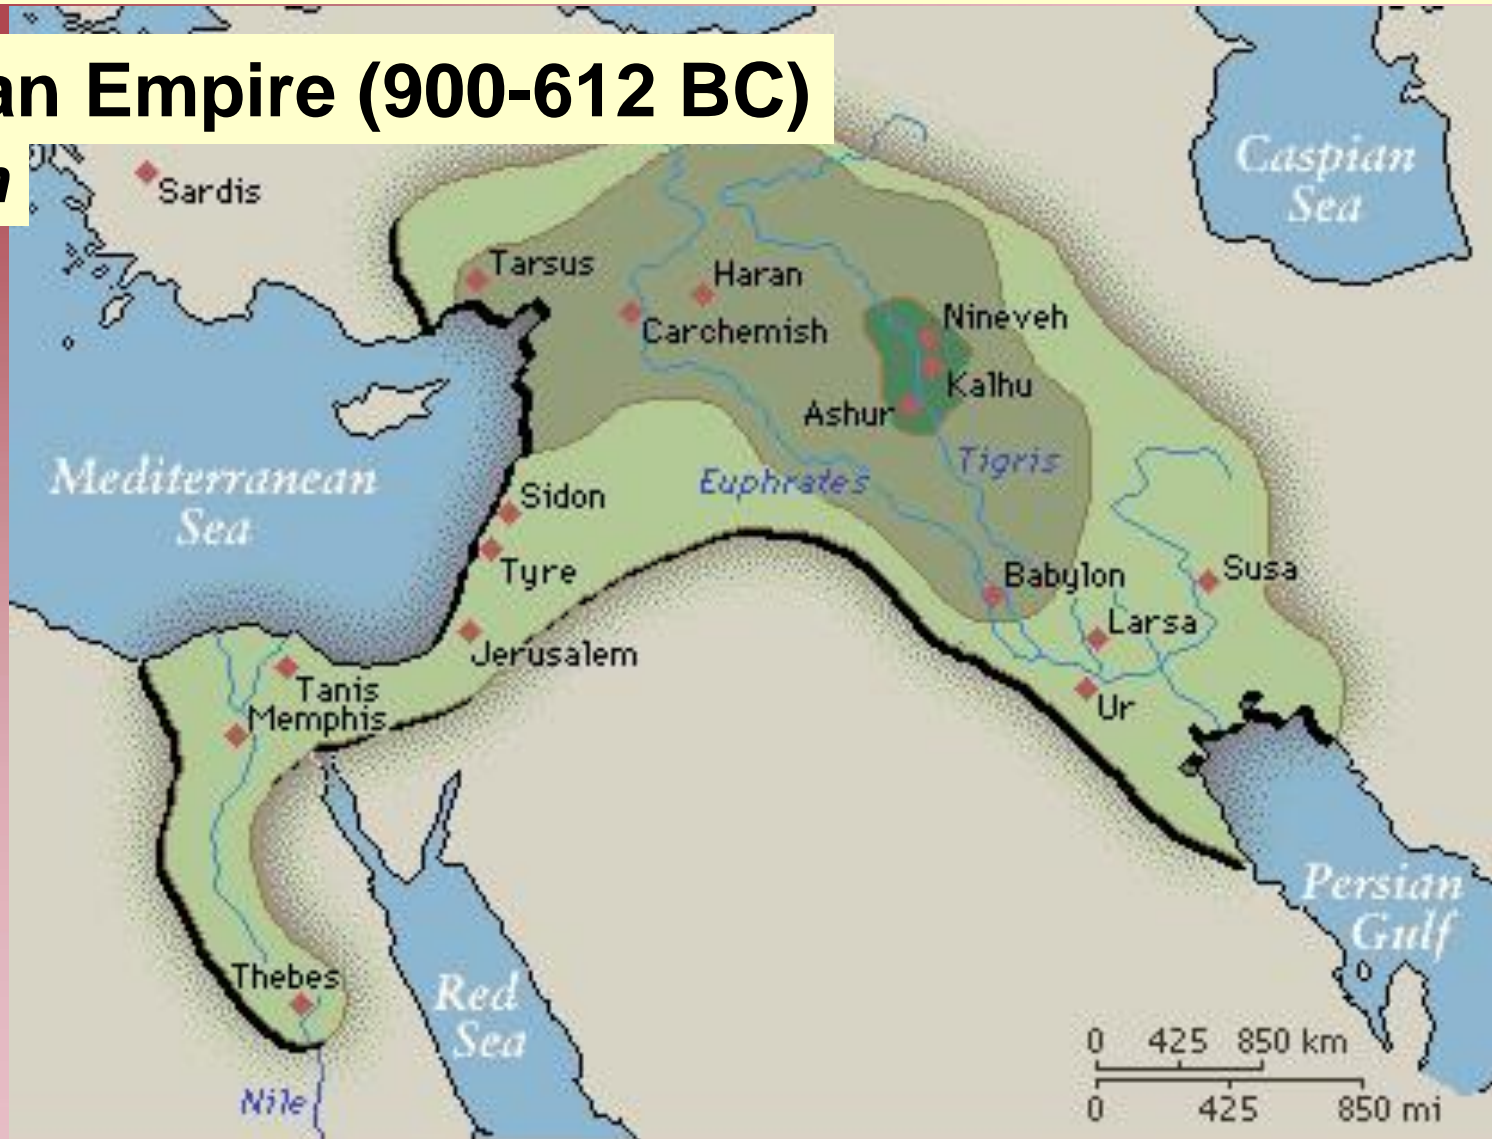 an Empire (900-612 BC)
n
Caspian
Sea
Sardis
Tarsus
Haran
Carchemish
Nineveh
Kalhu
Ashur
Tigris
Euphrates
Mediterranean
Sea
Sidon
Tyre
Babylon
Susa
Larsa
Jerusalem
Tanis
Memphis
Ur
Persian
Gulf
Thebes
Red
Sea
Nile
0 425 850 km
0 425 850 mi